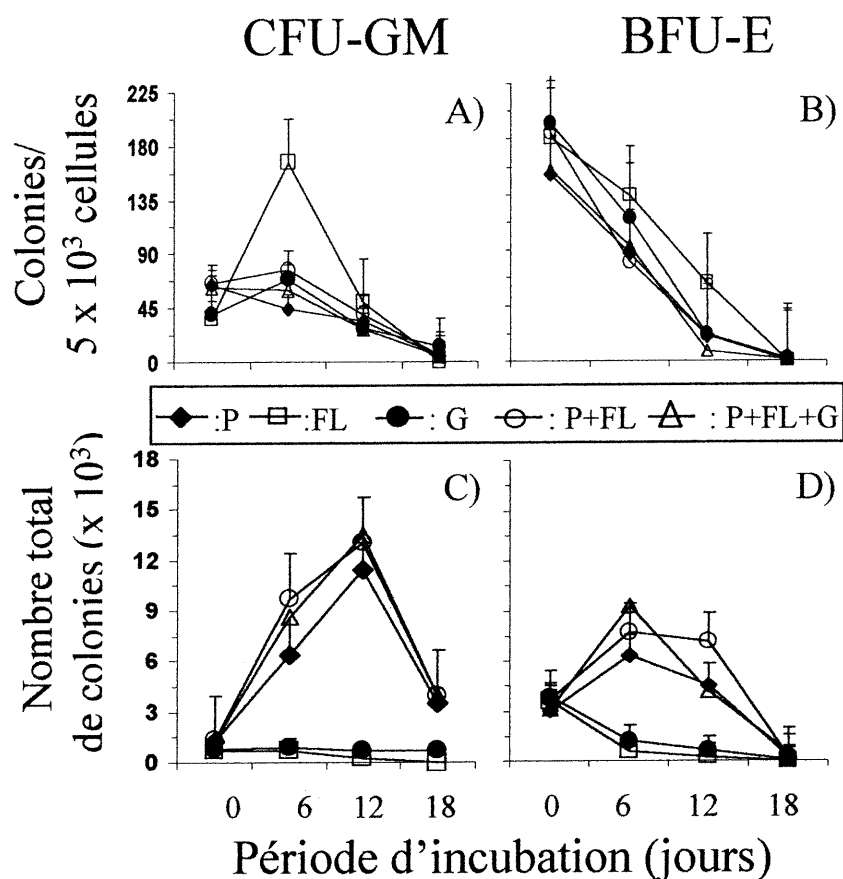 CFU-GM BFU-E
A) B)
225
180
135
90
45
0
Colonies/
5 x 10³ cellules
:P :FL : G : P+FL : P+FL+G
C) D)
18
15
12
9
6
3
0
Nombre total
de colonies (x 10³)
0 6 12 18 0 6 12 18
Période d'incubation (jours)